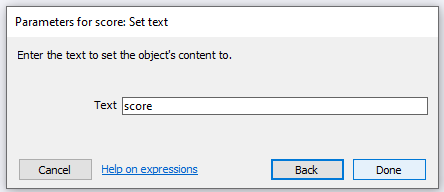 Parameters for score: Set text
Enter the text to set the object's content to.
Text score
Cancel Help on expressions Back Done